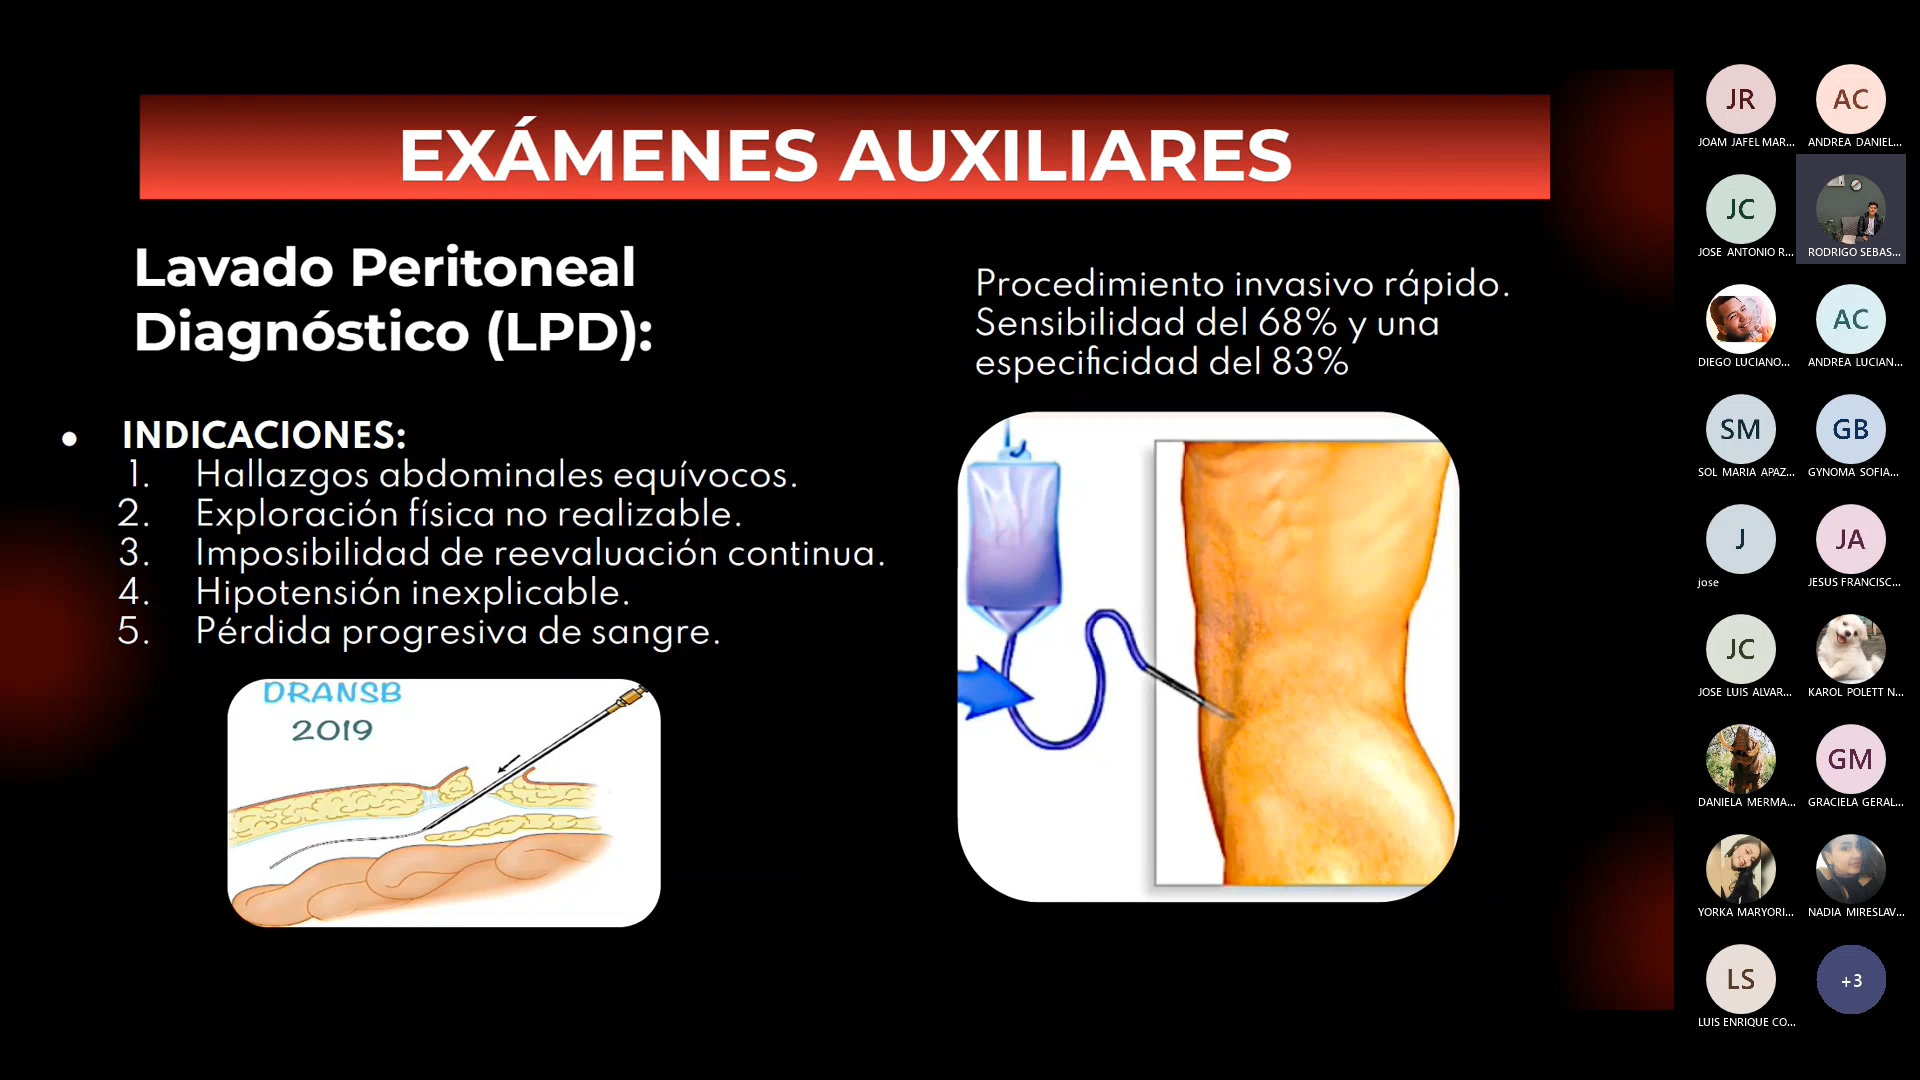 EXÁMENES AUXILIARES
Lavado Peritoneal
Diagnóstico (LPD):
Procedimiento invasivo rápido.
Sensibilidad del 68% y una
especificidad del 83%
• INDICACIONES:
1. Hallazgos abdominales equívocos.
2. Exploración física no realizable.
3. Imposibilidad de reevaluación continua.
4. Hipotensión inexplicable.
5. Pérdida progresiva de sangre.
DRANSB
2019
JR
JOAM JAFEL MAR...
AC
ANDREA DANIEL...
JC
JOSE ANTONIO R...
RODRIGO SEBAS...
DIEGO LUCIANO...
AC
ANDREA LUCIAN...
SM
SOL MARIA APAZ...
GB
GYNOMA SOFIA...
J
jose
JA
JESUS FRANCISC...
JC
JOSE LUIS ALVAR...
KAROL POLETT N...
DANIELA MERMA...
GM
GRACIELA GERAL...
YORKA MARYORI...
NADIA MIRESLAV...
LS
LUIS ENRIQUE CO...
+3